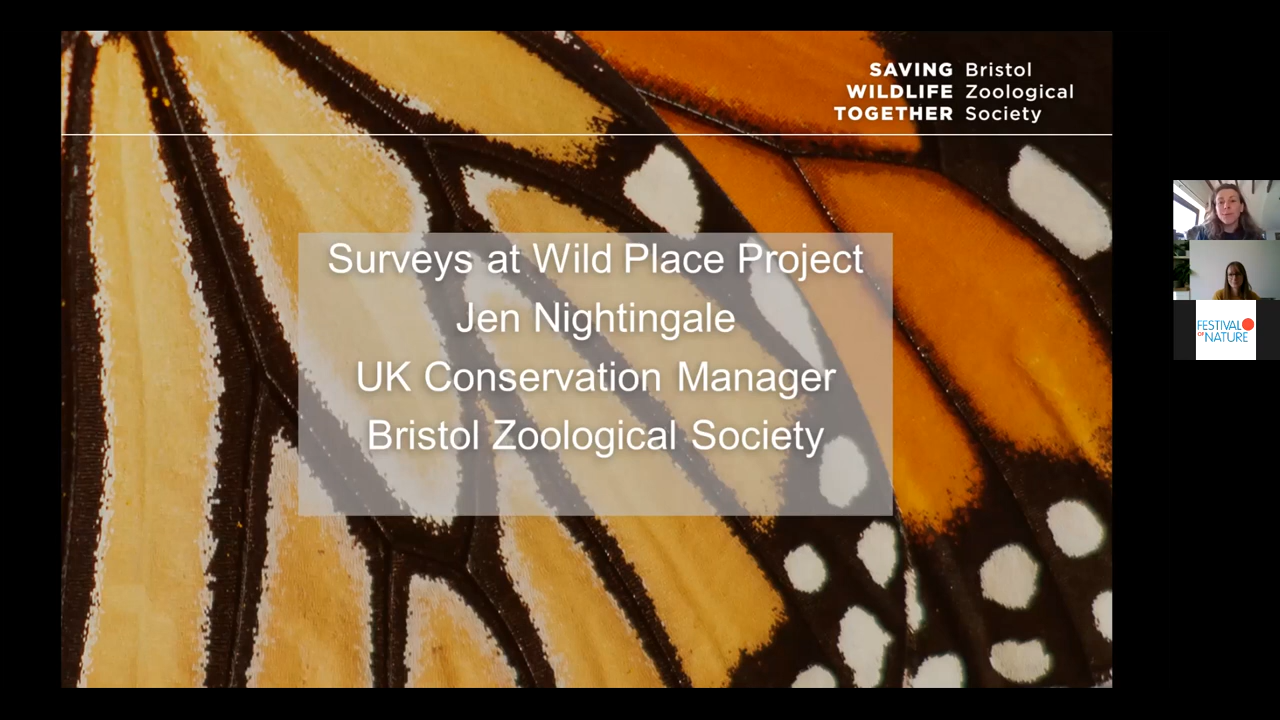 SAVING Bristol
WILDLIFE Zoological
TOGETHER Society
Surveys at Wild Place Project
Jen Nightingale
UK Conservation Manager
Bristol Zoological Society
FESTIVAL
OF NATURE